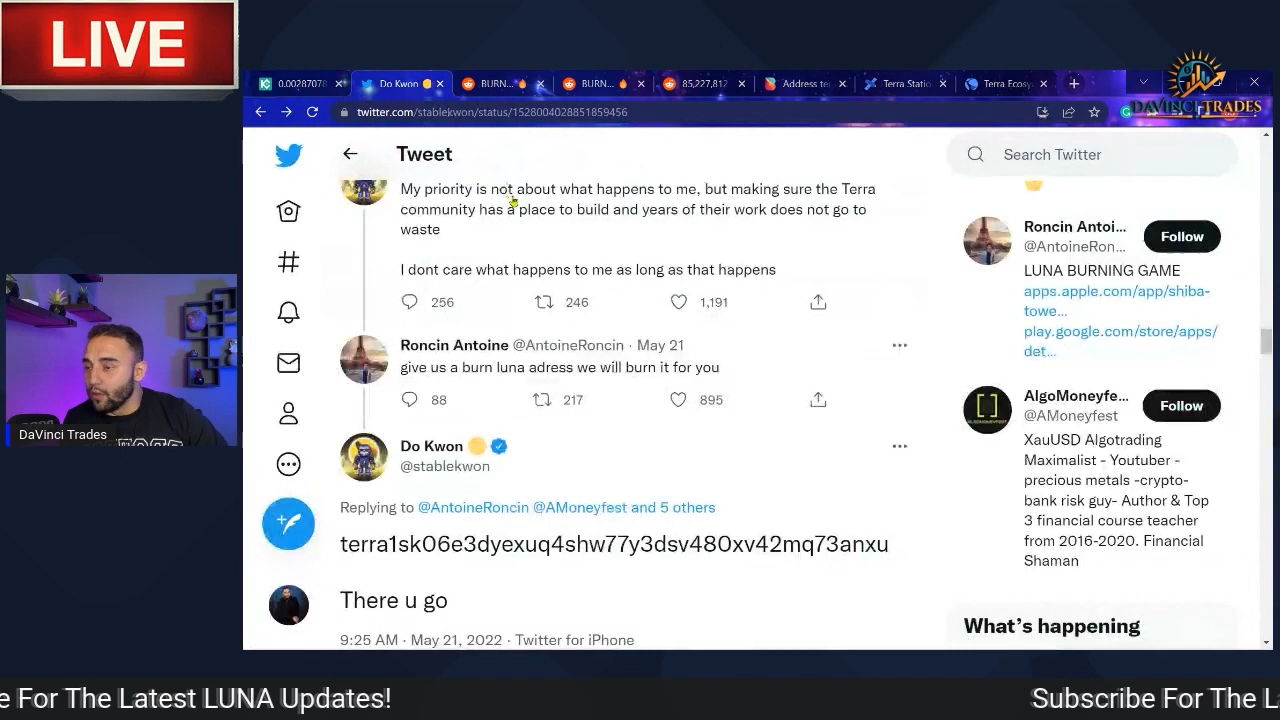 LIVE
0.00287078
Do Kwon
BURN...
BURN...
85,227,812
Address te
Terra Statio
Terra Ecosy
DAVINCI TRADES
twitter.com/stablekwon/status/1528004028851859456
Tweet
Search Twitter
My priority is not about what happens to me, but making sure the Terra
community has a place to build and years of their work does not go to
waste
I dont care what happens to me as long as that happens
256 246 1,191
Roncin Antoine @AntoineRoncin · May 21
give us a burn luna adress we will burn it for you
88 217 895
Do Kwon
@stablekwon
Replying to @AntoineRoncin @AMoneyfest and 5 others
terra1sk06e3dyexuq4shw77y3dsv480xv42mq73anxu
There u go
9:25 AM · May 21, 2022 · Twitter for iPhone
Roncin Antoi...
@AntoineRon...
Follow
LUNA BURNING GAME
apps.apple.com/app/shiba-
towe...
play.google.com/store/apps/
det...
AlgoMoneyfe...
@AMoneyfest
Follow
XauUSD Algotrading
Maximalist - Youtuber -
precious metals -crypto-
bank risk guy- Author & Top
3 financial course teacher
from 2016-2020. Financial
Shaman
What's happening
DaVinci Trades
e For The Latest LUNA Updates!
Subscribe For The L